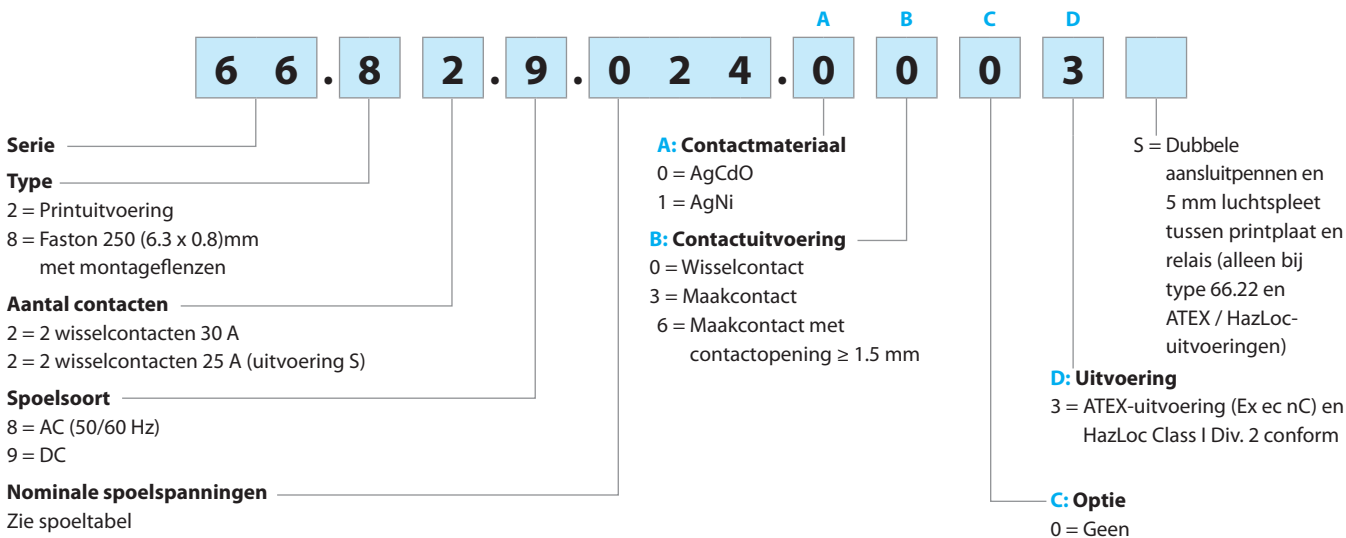 A B C D
6 6 . 8 2 . 9 . 0 2 4 . 0 0 0 3
Serie
Type
2 = Printuitvoering
8 = Faston 250 (6.3 x 0.8)mm
met montageflenzen
Aantal contacten
2 = 2 wisselcontacten 30 A
2 = 2 wisselcontacten 25 A (uitvoering S)
Spoelsoort
8 = AC (50/60 Hz)
9 = DC
Nominale spoelspanningen
Zie spoeltabel
A: Contactmateriaal
0 = AgCdO
1 = AgNi
B: Contactuitvoering
0 = Wisselcontact
3 = Maakcontact
6 = Maakcontact met
contactopening ≥ 1.5 mm
S = Dubbele
aansluitpennen en
5 mm luchtspleet
tussen printplaat en
relais (alleen bij
type 66.22 en
ATEX / HazLoc-
uitvoeringen)
D: Uitvoering
3 = ATEX-uitvoering (Ex ec nC) en
HazLoc Class I Div. 2 conform
C: Optie
0 = Geen